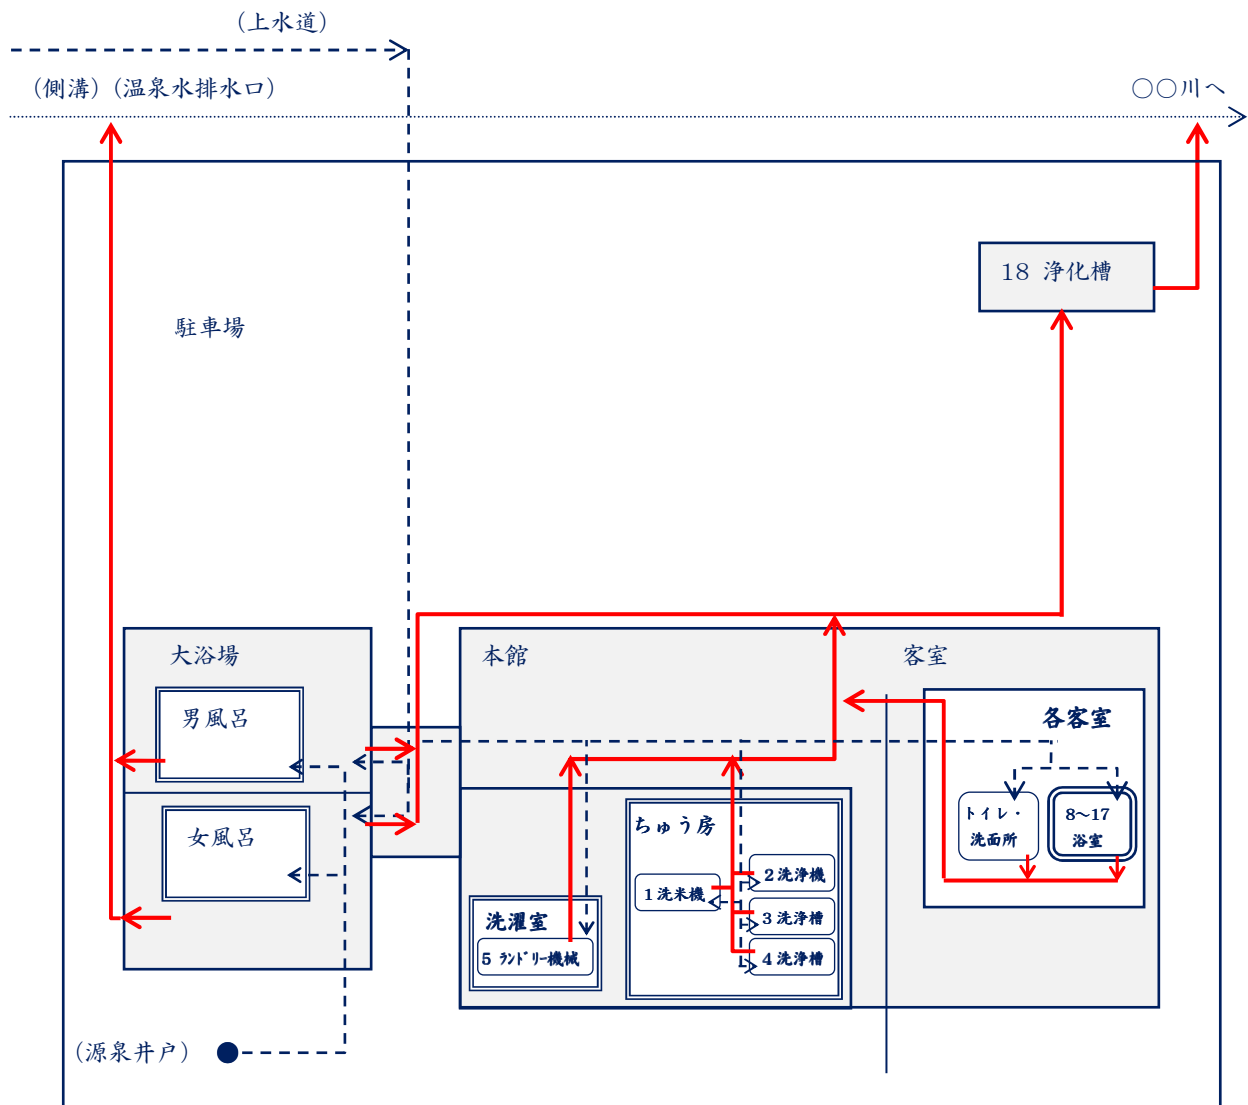 (上水道)
(側溝)(温泉水排水口)
○○川へ
18 浄化槽
駐車場
大浴場
本館
客室
男風呂
各客室
女風呂
ちゅう房
トイレ・
洗面所
8～17
浴室
1洗米機
2洗浄機
3洗浄槽
4洗浄槽
洗濯室
5 ﾗﾝﾄﾞﾘｰ機械
(源泉井戸)